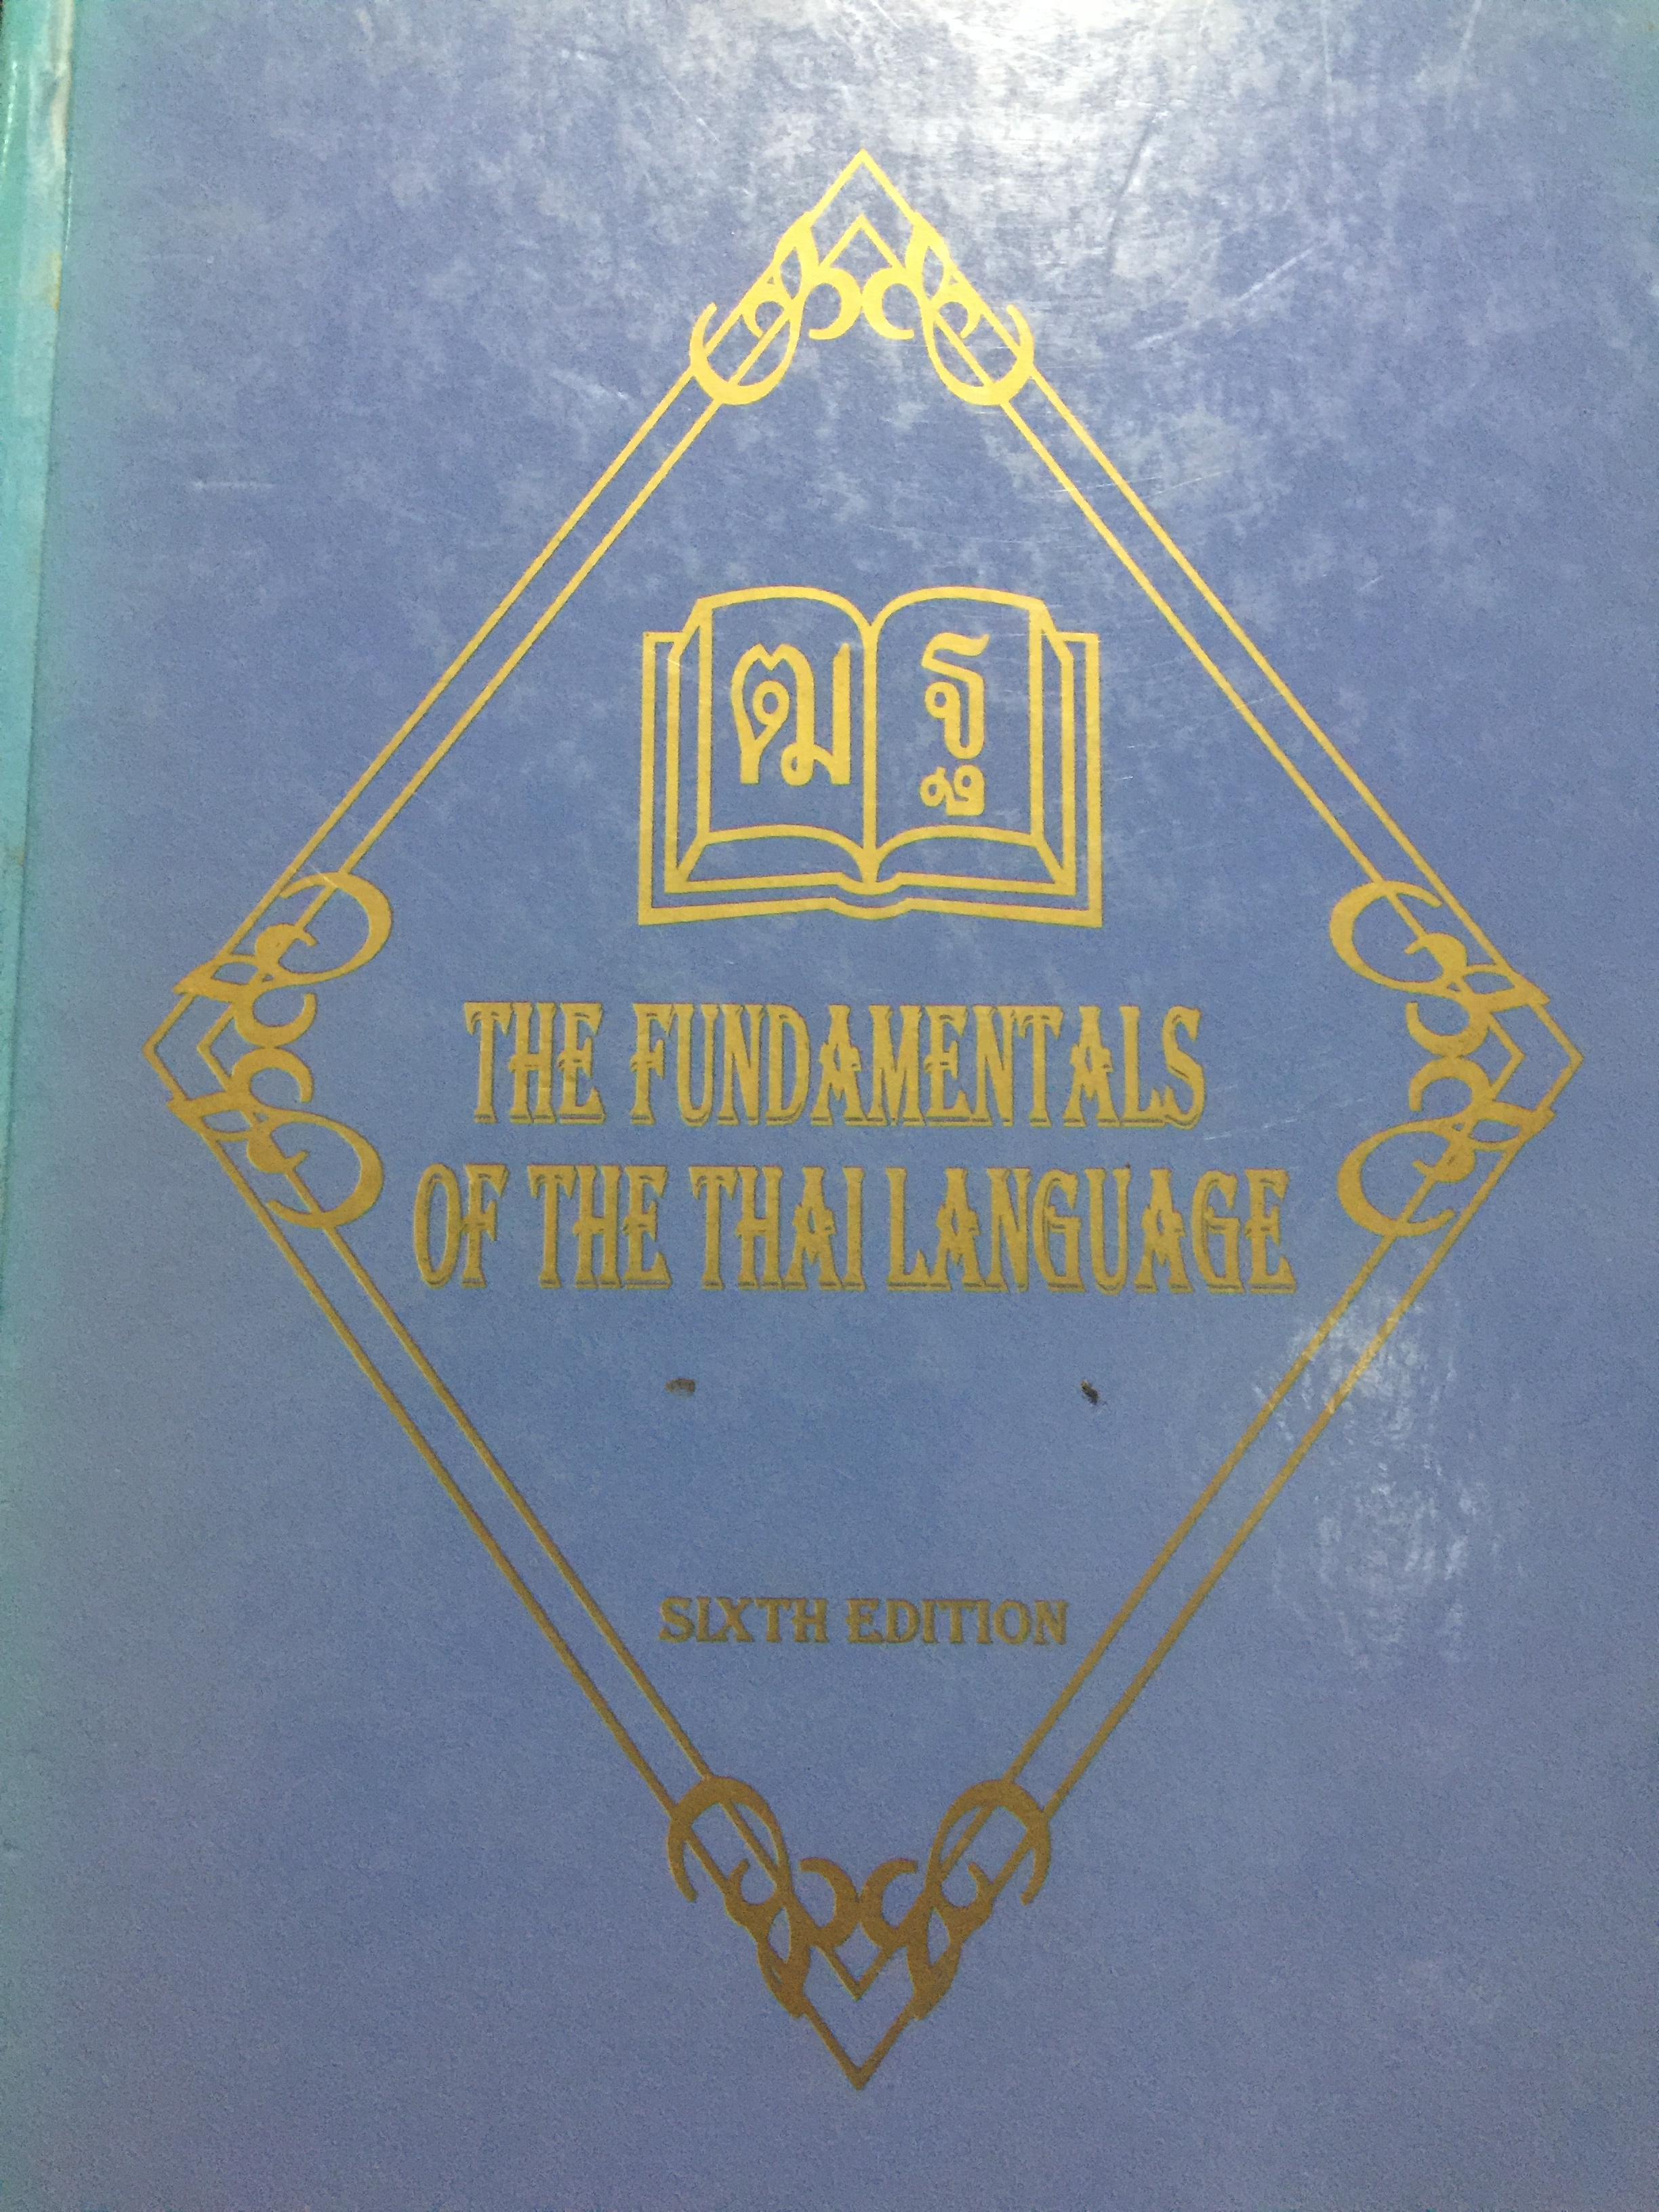 ฒ ฐ
THE FUNDAMENTALS
OF THE THAI LANGUAGE
SIXTH EDITION